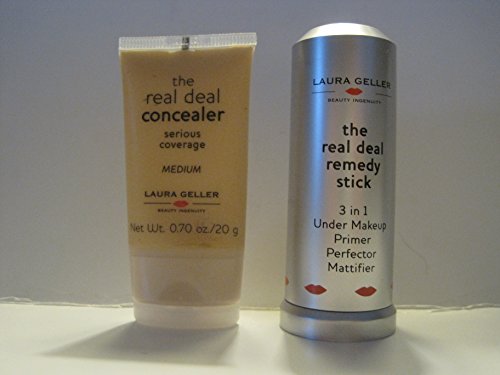 the
real deal
concealer
serious
coverage
MEDIUM
LAURA GELLER
BEAUTY INGENUITY
Net Wt. 0.70 oz./20 g
LAURA GELLER
BEAUTY INGENUITY
the
real deal
remedy
stick
3 in 1
Under Makeup
Primer
Perfector
Mattifier